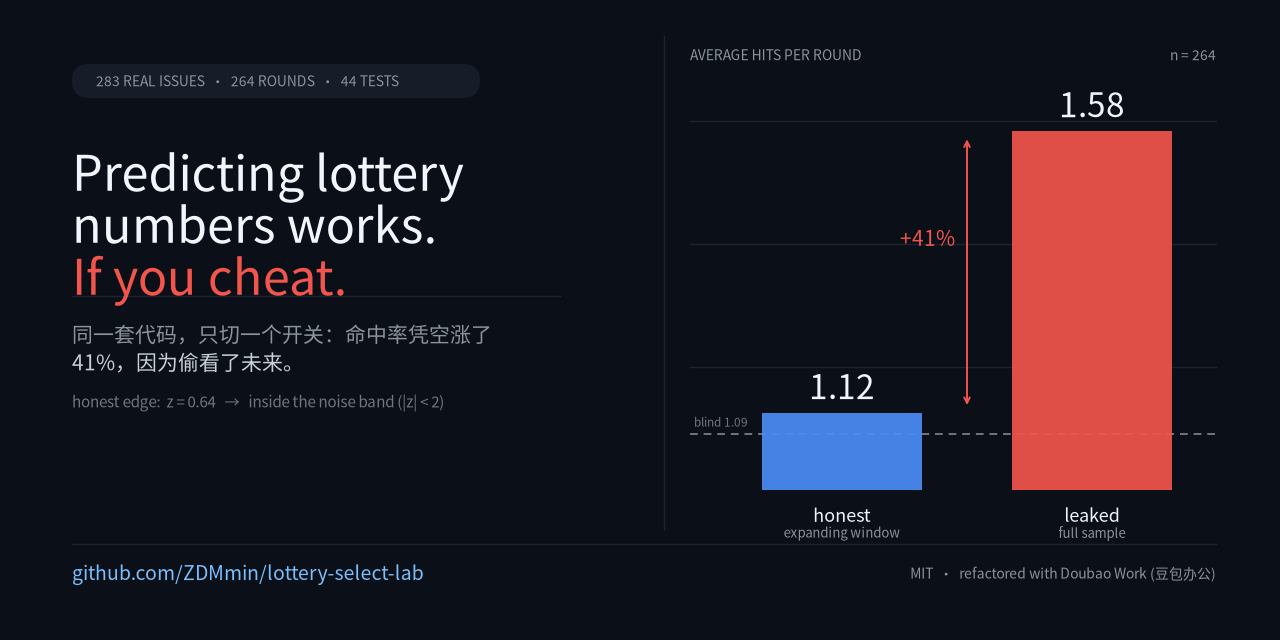 283 REAL ISSUES • 264 ROUNDS • 44 TESTS
Predicting lottery
numbers works.
If you cheat.
同一套代码，只切一个开关：命中率凭空涨了
41%，因为偷看了未来。
honest edge: z = 0.64 → inside the noise band (|z| < 2)
AVERAGE HITS PER ROUND
n = 264
1.58
+41%
1.12
blind 1.09
honest
expanding window
leaked
full sample
github.com/ZDMmin/lottery-select-lab
MIT • refactored with Doubao Work (豆包办公)